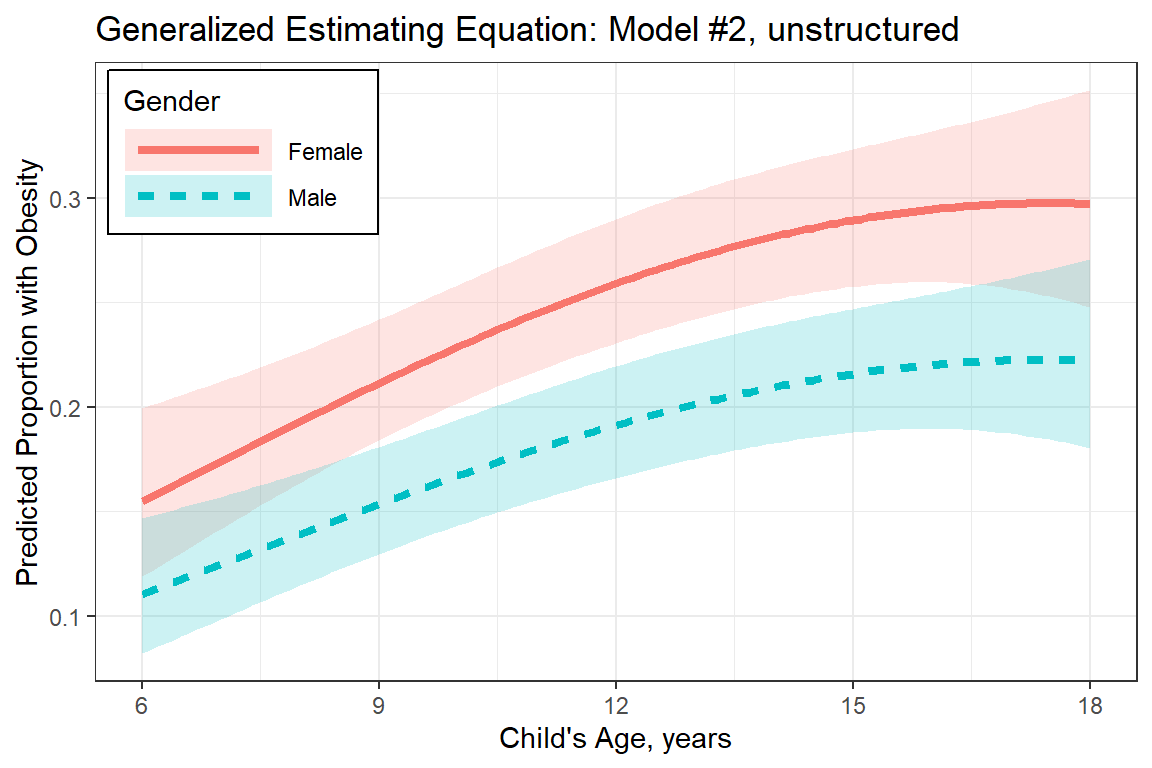 Generalized Estimating Equation: Model #2, unstructured
Gender
Female
Male
Predicted Proportion with Obesity
0.3
0.2
0.1
6 9 12 15 18
Child's Age, years